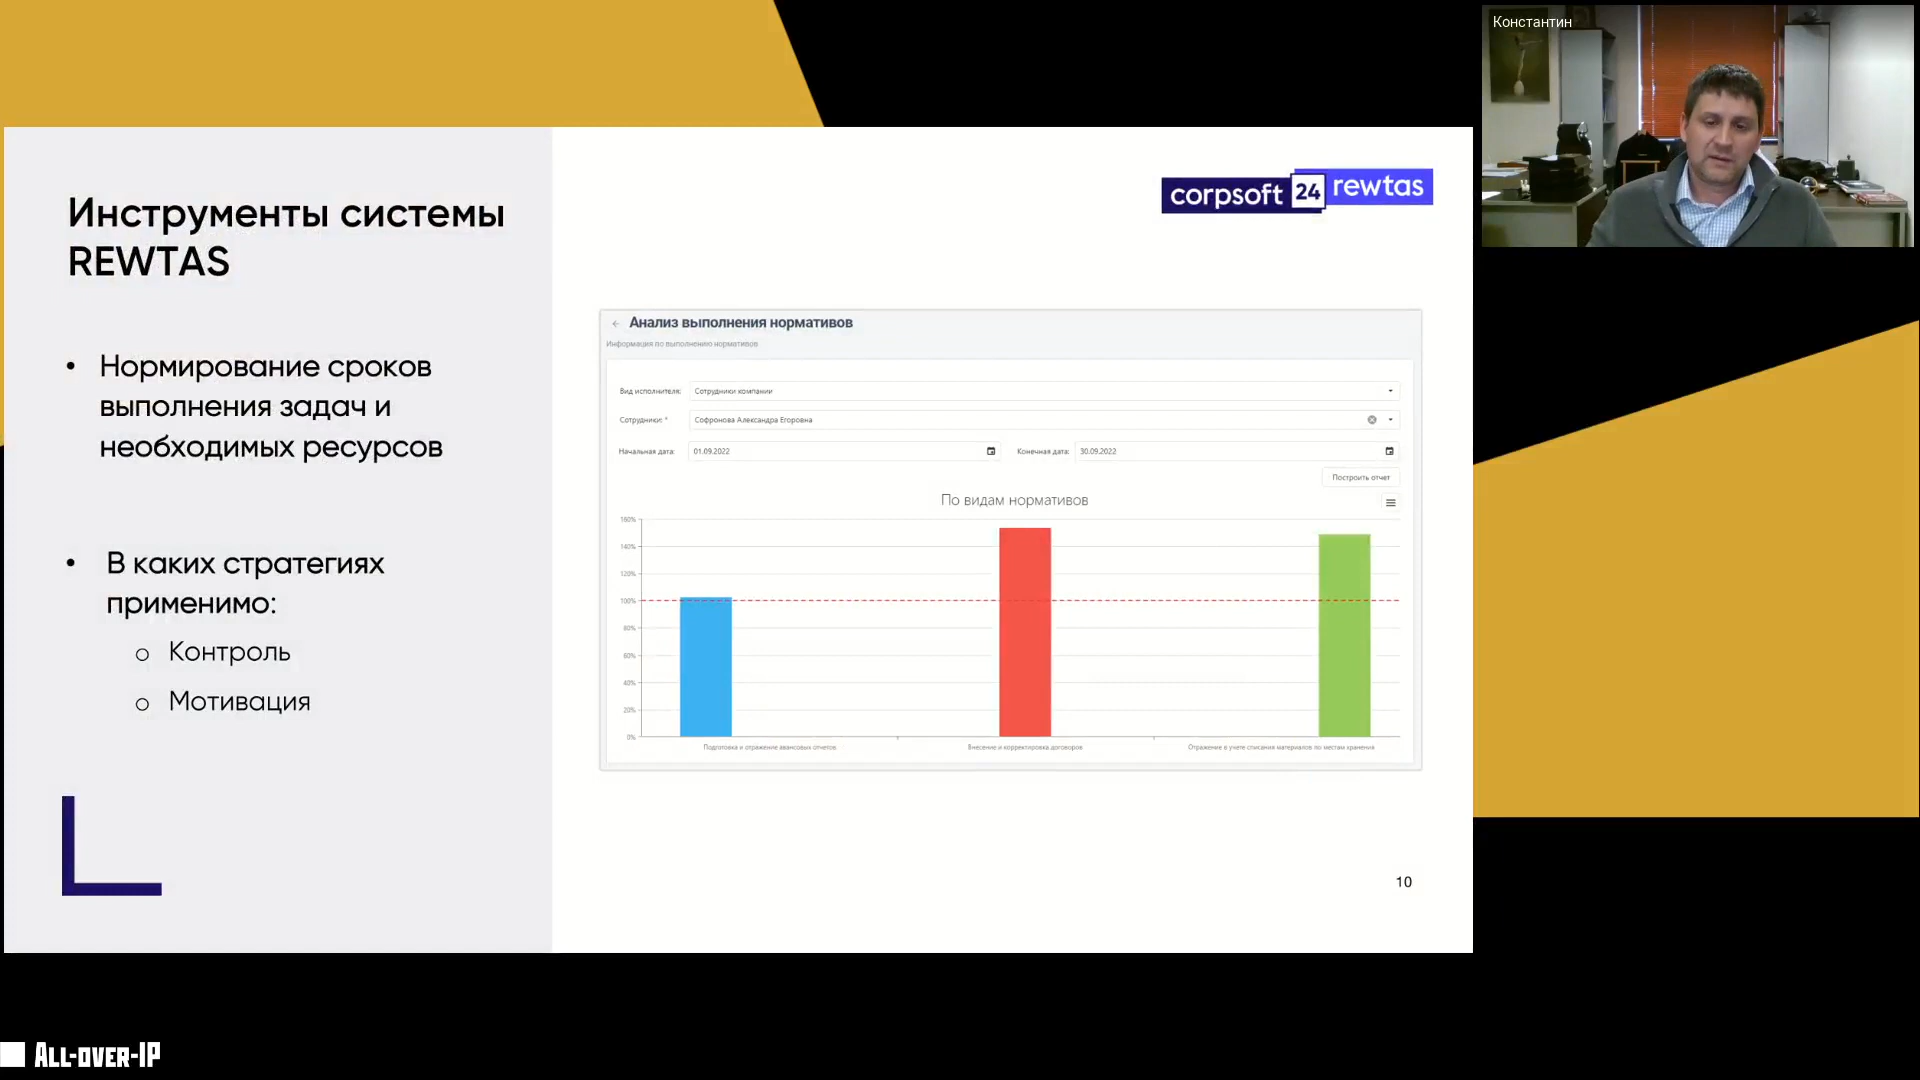 Константин
Инструменты системы
REWTAS
• Нормирование сроков
выполнения задач и
необходимых ресурсов
• В каких стратегиях
применимо:
o Контроль
o Мотивация
corpsoft 24 rewtas
Анализ выполнения нормативов
Информация по выполнению нормативов
Вид исполнителя: Сотрудники компании
Сотрудники: * Софронова Александра Егоровна
Начальная дата: 01.09.2022 Конечная дата: 30.09.2022
Построить отчет
По видам нормативов
160%
140%
120%
100%
80%
60%
40%
20%
0%
Подготовка и отражение авансовых отчетов Внесение и корректировка договоров Отражение в учете списания материалов по местам хранения
10
ALL-OVER-IP